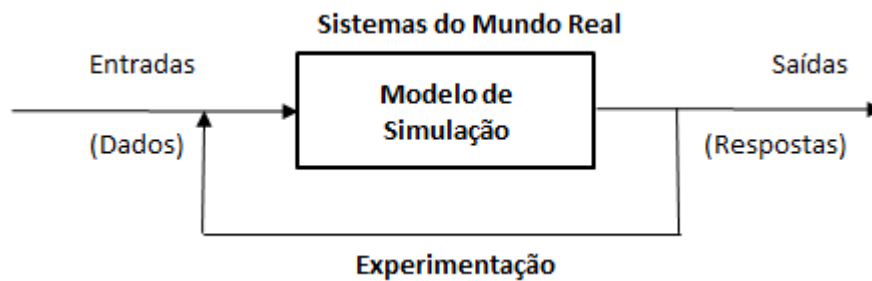 Sistemas do Mundo Real
Entradas
Saídas
Modelo de
Simulação
(Dados)
(Respostas)
Experimentação